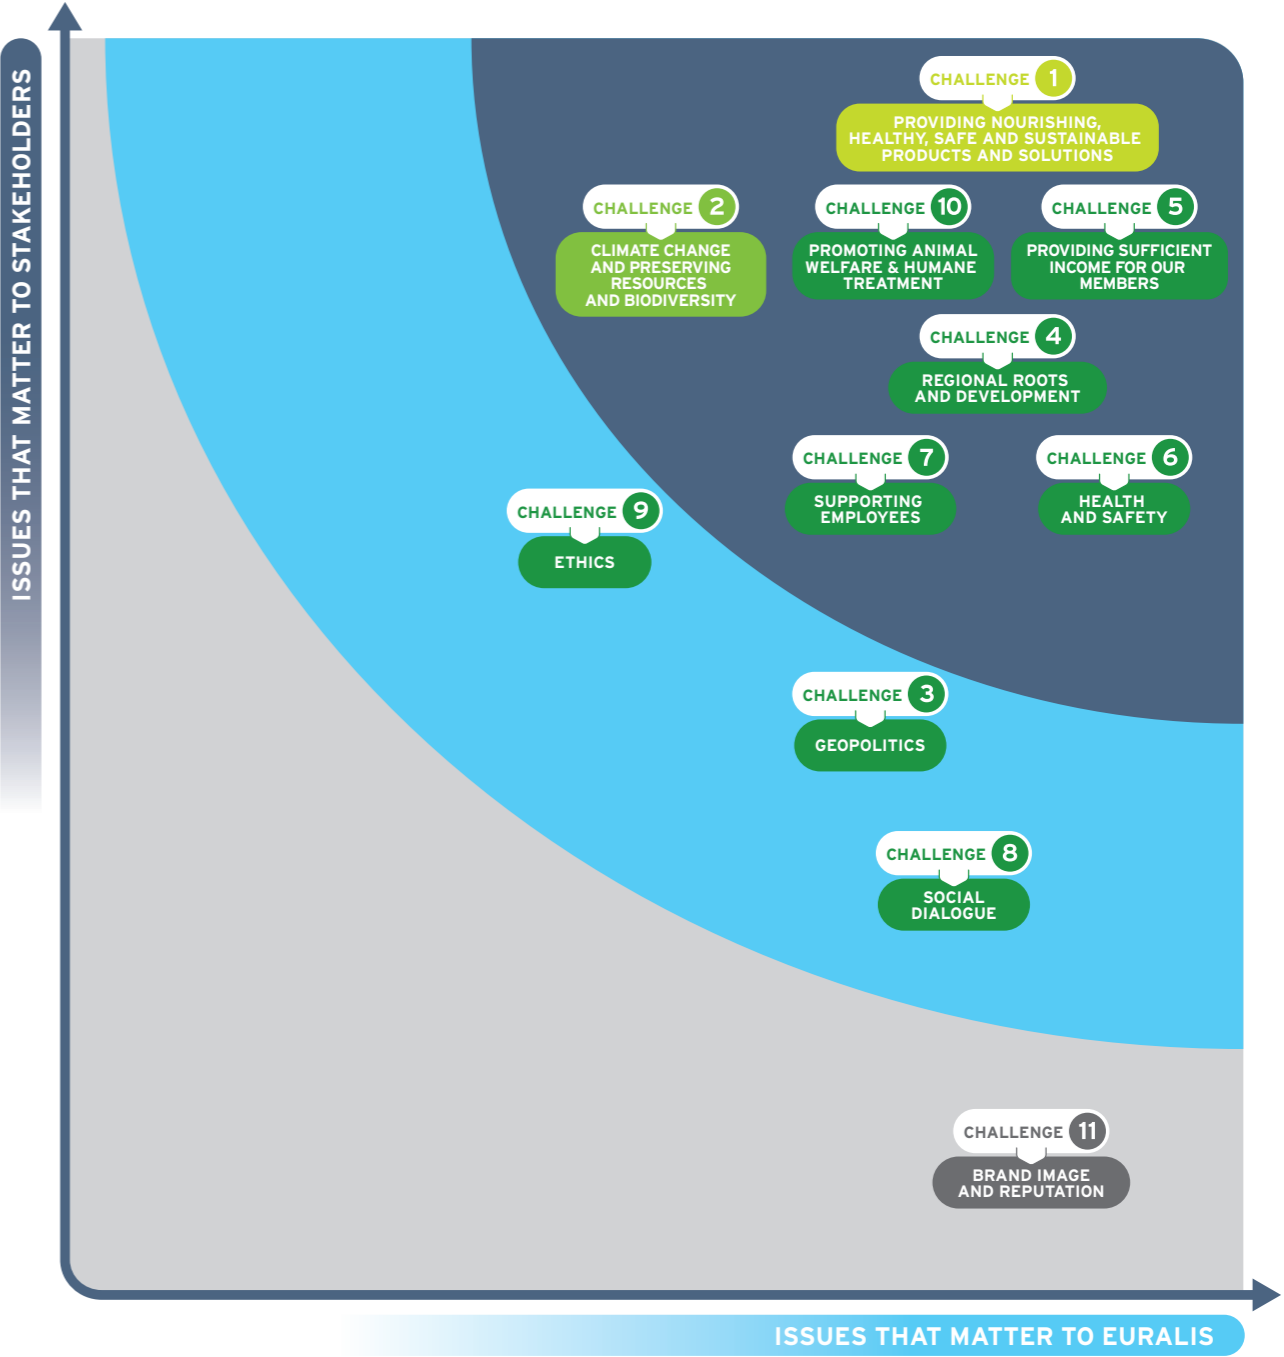 ISSUES THAT MATTER TO STAKEHOLDERS
CHALLENGE 1
PROVIDING NOURISHING,
HEALTHY, SAFE AND SUSTAINABLE
PRODUCTS AND SOLUTIONS
CHALLENGE 2
CLIMATE CHANGE
AND PRESERVING
RESOURCES
AND BIODIVERSITY
CHALLENGE 10
PROMOTING ANIMAL
WELFARE & HUMANE
TREATMENT
CHALLENGE 5
PROVIDING SUFFICIENT
INCOME FOR OUR
MEMBERS
CHALLENGE 4
REGIONAL ROOTS
AND DEVELOPMENT
CHALLENGE 7
SUPPORTING
EMPLOYEES
CHALLENGE 6
HEALTH
AND SAFETY
CHALLENGE 9
ETHICS
CHALLENGE 3
GEOPOLITICS
CHALLENGE 8
SOCIAL
DIALOGUE
CHALLENGE 11
BRAND IMAGE
AND REPUTATION
ISSUES THAT MATTER TO EURALIS